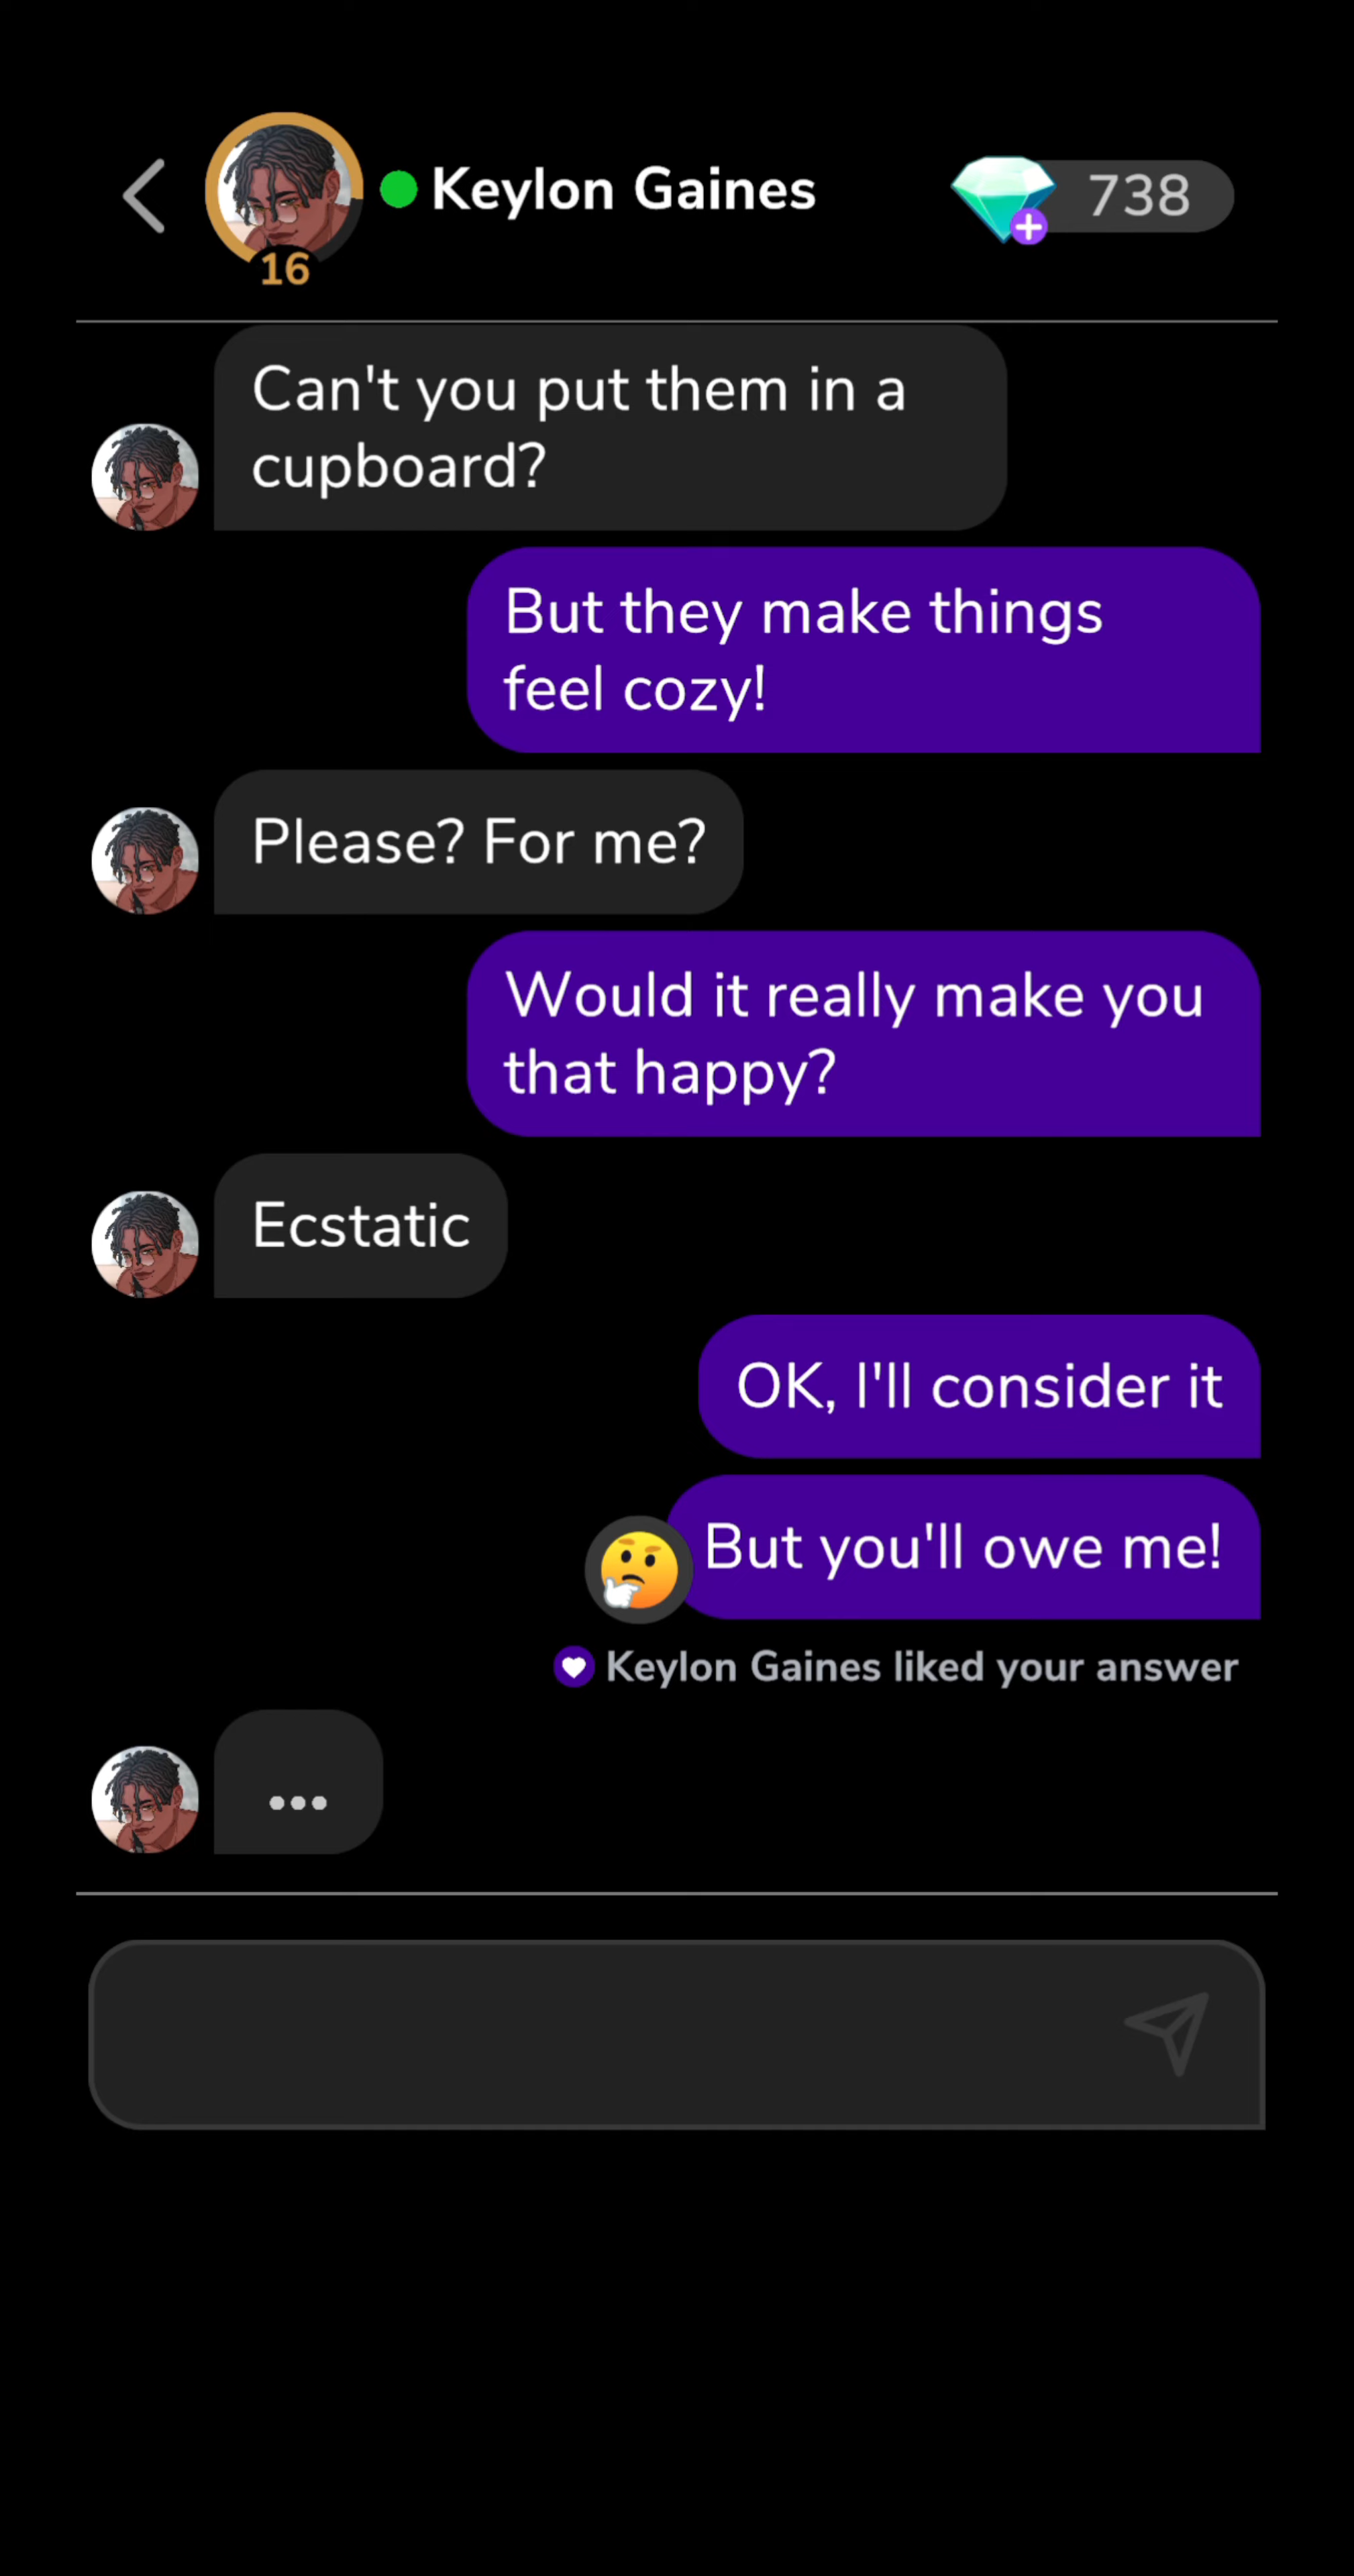 Keylon Gaines
738
16
Can't you put them in a
cupboard?
But they make things
feel cozy!
Please? For me?
Would it really make you
that happy?
Ecstatic
OK, I'll consider it
But you'll owe me!
Keylon Gaines liked your answer
...